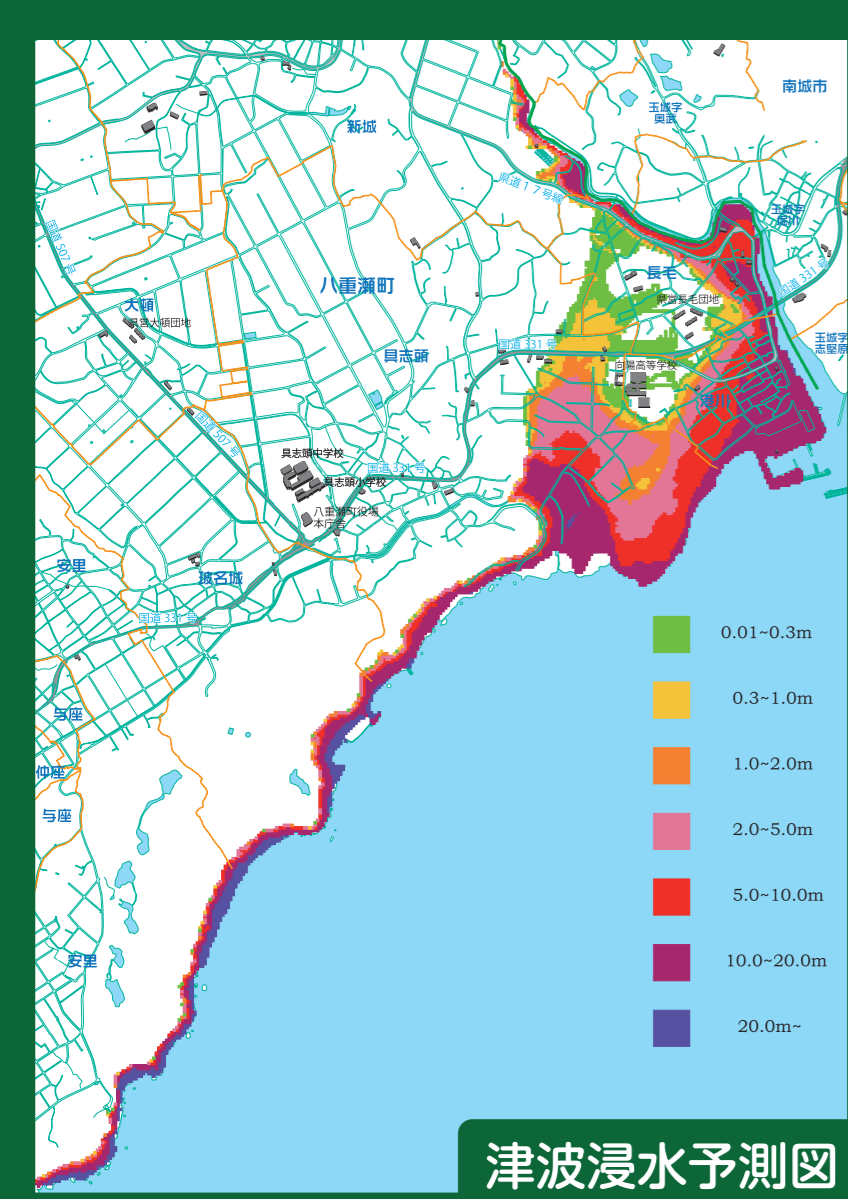 南城市
玉城字
奥武
新城
県道17号線
玉城字
国道507号
長毛
八重瀬町
国道331号
県営長毛団地
大頓
県営大頓団地
国道331号
玉城字
志堅原
具志頭
向陽高等学校
港川
国道507号
具志頭中学校
国道331号
具志頭小学校
八重瀬町役場
本庁舎
安里
玻名城
国道331号
0.01~0.3m
0.3~1.0m
与座
1.0~2.0m
仲座
与座
2.0~5.0m
5.0~10.0m
安里
10.0~20.0m
20.0m~
津波浸水予測図